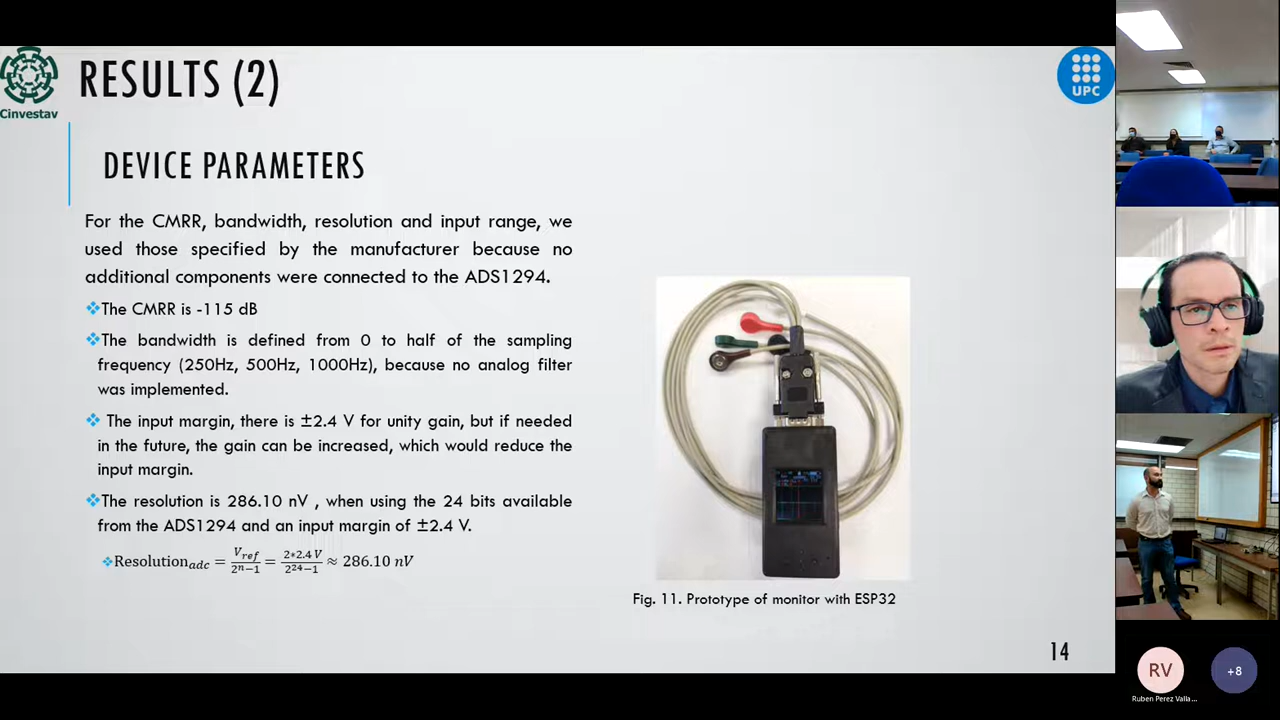 Cinvestav
RESULTS (2)
UPC
DEVICE PARAMETERS
For the CMRR, bandwidth, resolution and input range, we
used those specified by the manufacturer because no
additional components were connected to the ADS1294.
❖The CMRR is -115 dB
❖The bandwidth is defined from 0 to half of the sampling
frequency (250Hz, 500Hz, 1000Hz), because no analog filter
was implemented.
❖ The input margin, there is ±2.4 V for unity gain, but if needed
in the future, the gain can be increased, which would reduce the
input margin.
❖The resolution is 286.10 nV , when using the 24 bits available
from the ADS1294 and an input margin of ±2.4 V.
❖Resolution_adc = V_ref/(2^n−1) = (2∗2.4 V)/(2^24−1) ≈ 286.10 nV
Fig. 11. Prototype of monitor with ESP32
14
RV
+8
Ruben Perez Valla...